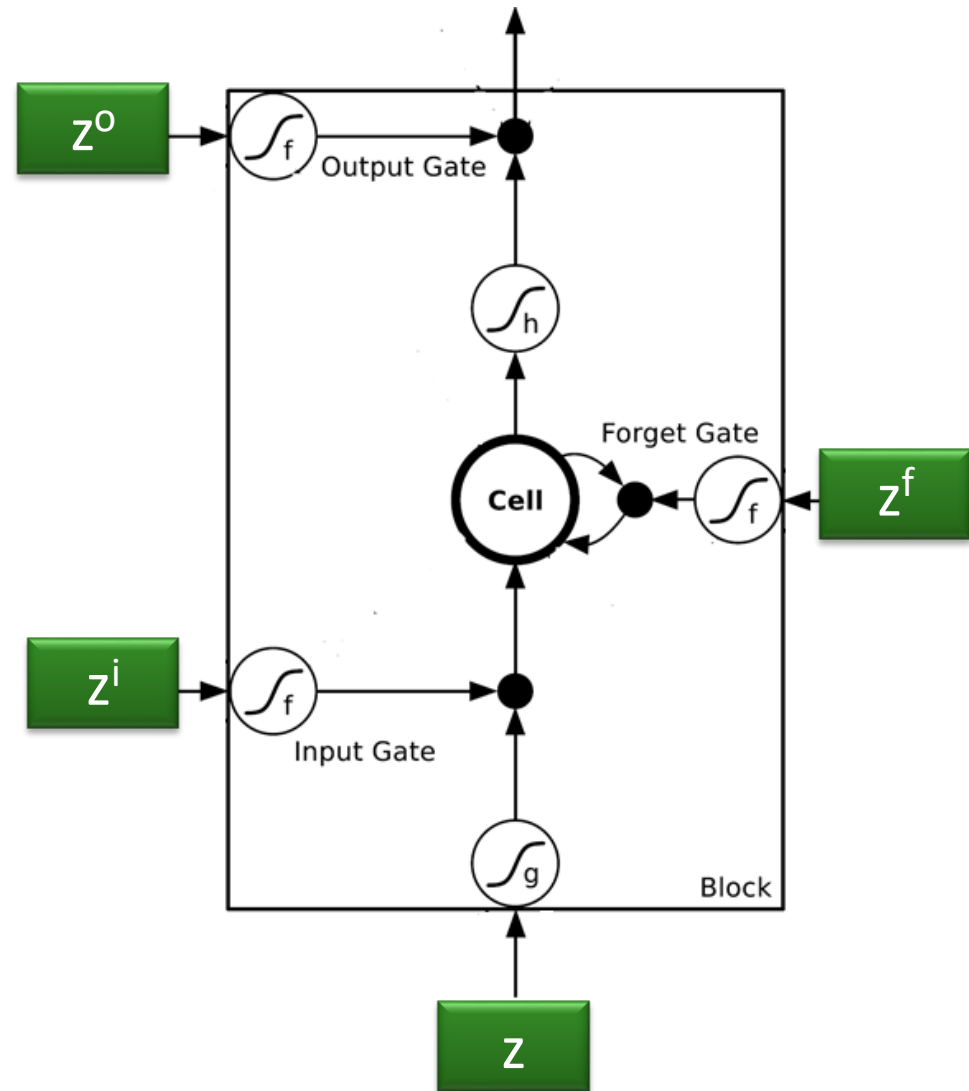 zᵒ
f
Output Gate
h
Forget Gate
Cell
f
zᶠ
zⁱ
f
Input Gate
g
Block
z